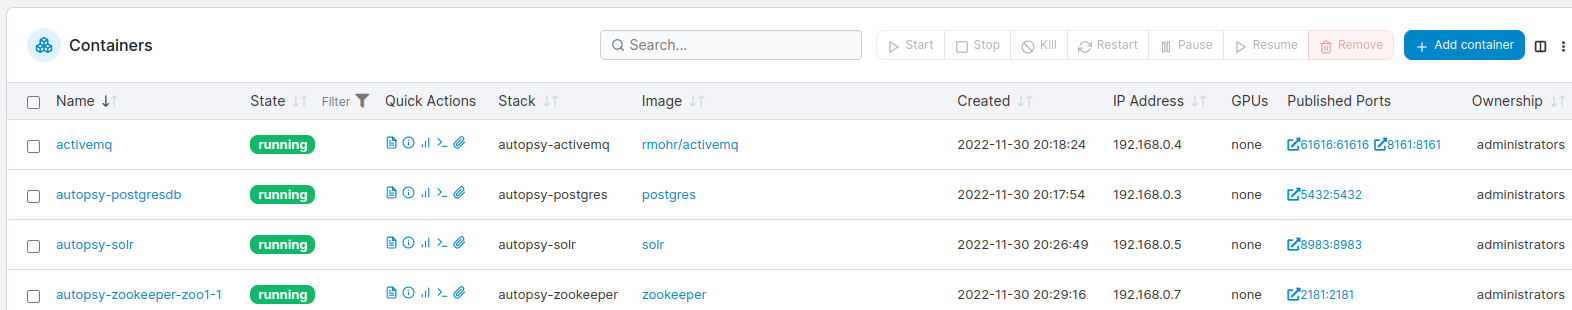 Containers Search... Start Stop Kill Restart Pause Resume Remove Add container
Name State Filter Quick Actions Stack Image Created IP Address GPUs Published Ports Ownership
activemq running autopsy-activemq rmohr/activemq 2022-11-30 20:18:24 192.168.0.4 none 61616:61616 8161:8161 administrators
autopsy-postgresdb running autopsy-postgres postgres 2022-11-30 20:17:54 192.168.0.3 none 5432:5432 administrators
autopsy-solr running autopsy-solr solr 2022-11-30 20:26:49 192.168.0.5 none 8983:8983 administrators
autopsy-zookeeper-zoo1-1 running autopsy-zookeeper zookeeper 2022-11-30 20:29:16 192.168.0.7 none 2181:2181 administrators